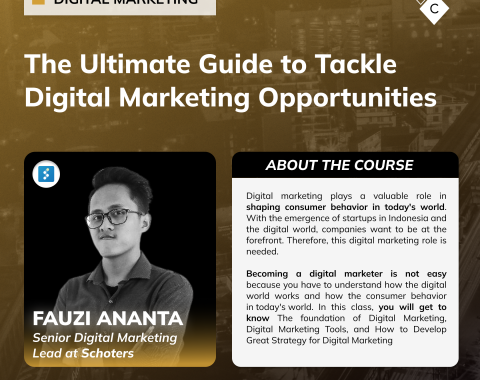 DIGITAL MARKETING
C
The Ultimate Guide to Tackle
Digital Marketing Opportunities
FAUZI ANANTA
Senior Digital Marketing
Lead at Schoters
ABOUT THE COURSE
Digital marketing plays a valuable role in
shaping consumer behavior in today's world.
With the emergence of startups in Indonesia and
the digital world, companies want to be at the
forefront. Therefore, this digital marketing role is
needed.
Becoming a digital marketer is not easy
because you have to understand how the digital
world works and how the consumer behavior
in today's world. In this class, you will get to
know The foundation of Digital Marketing,
Digital Marketing Tools, and How to Develop
Great Strategy for Digital Marketing